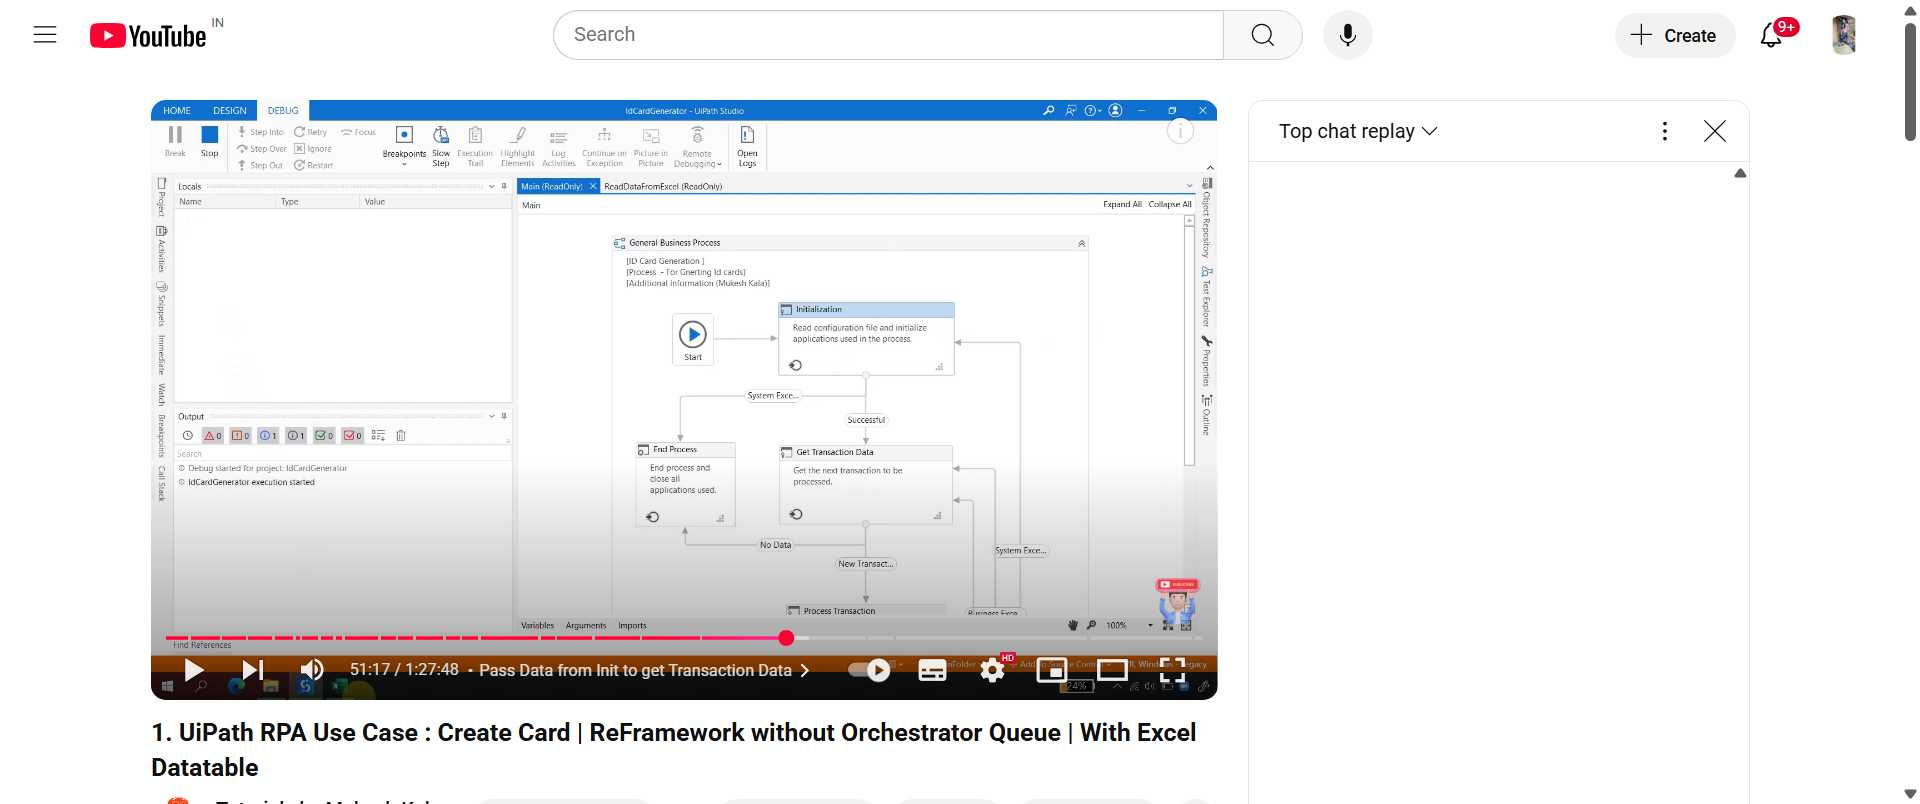 YouTube IN
Search
Create
9+
HOME DESIGN DEBUG
IdCardGenerator - UiPath Studio
Break
Stop
Step Into
Step Over
Step Out
Retry
Ignore
Restart
Focus
Breakpoints
Slow Step
Execution Trail
Highlight Elements
Log Activities
Continue on Exception
Picture in Picture
Remote Debugging
Open Logs
Project
Activities
Snippets
Immediate
Watch
Breakpoints
Call Stack
Locals
Name Type Value
Main (ReadOnly) ReadDataFromExcel (ReadOnly)
Main
Expand All Collapse All
General Business Process
[ID Card Generation ]
[Process - For Gnerting Id cards]
[Additional information (Mukesh Kala)]
Start
Initialization
Read configuration file and initialize
applications used in the process.
System Exce...
Successful
End Process
End process and
close all
applications used.
Get Transaction Data
Get the next transaction to be
processed.
No Data
New Transact...
System Exce...
Business Exce...
Process Transaction
Object Repository
Test Explorer
Properties
Outline
Output
0 0 1 1 0 0
Search
Debug started for project: IdCardGenerator
IdCardGenerator execution started
Variables Arguments Imports
100%
Find References
51:17 / 1:27:48 • Pass Data from Init to get Transaction Data
HD
24%
Top chat replay
1. UiPath RPA Use Case : Create Card | ReFramework without Orchestrator Queue | With Excel
Datatable